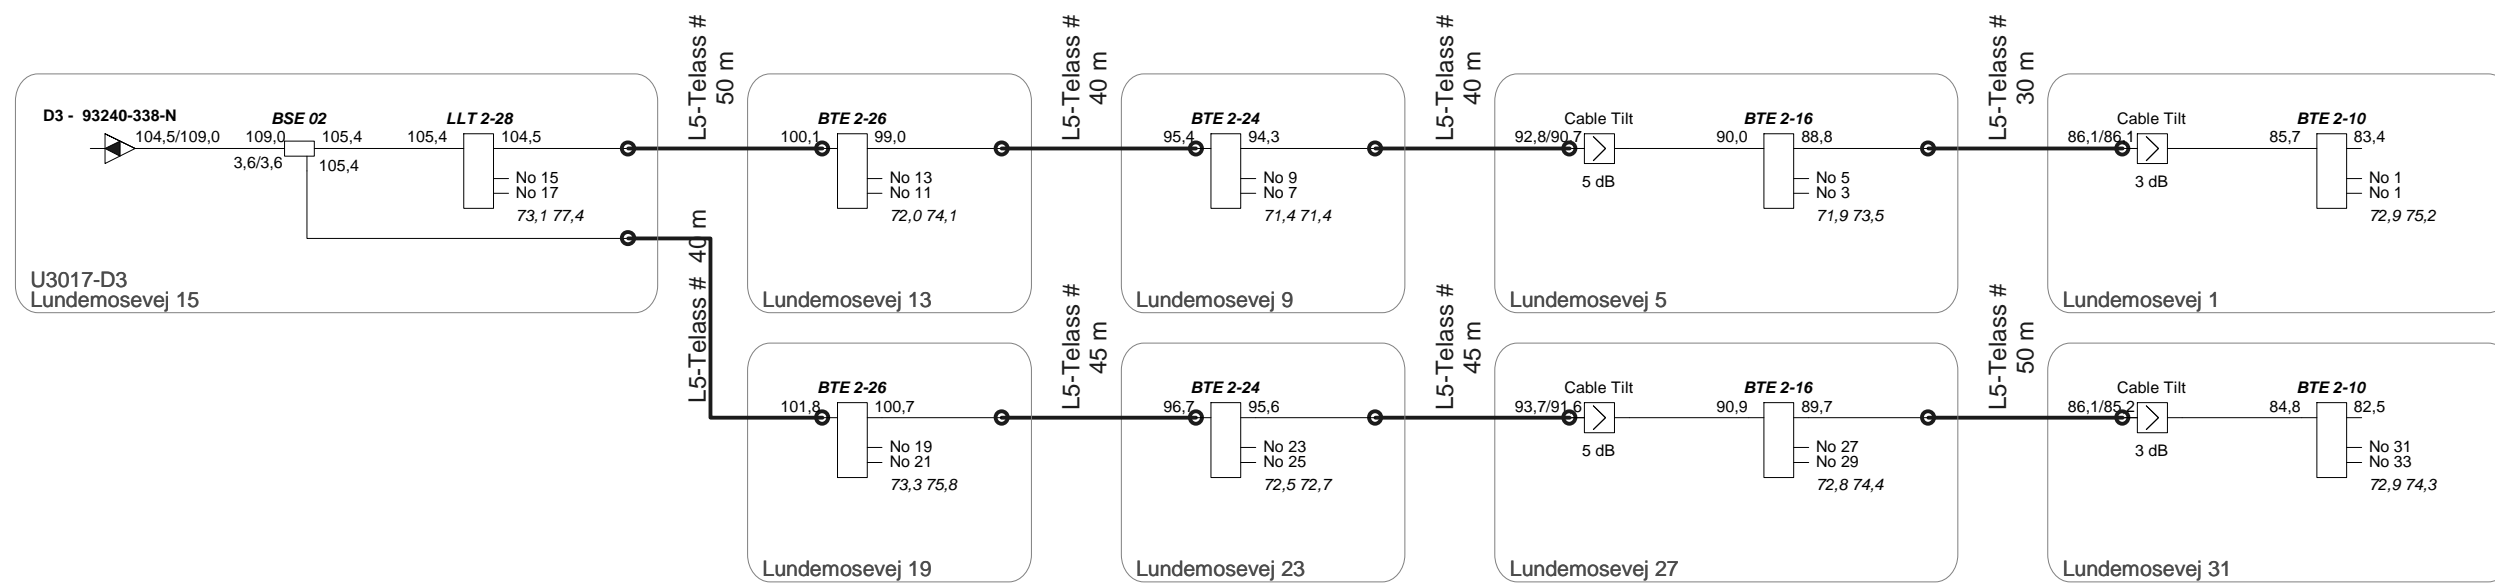 L5-Telass #
50 m
L5-Telass #
40 m
L5-Telass #
40 m
L5-Telass #
30 m
D3 - 93240-338-N
104,5/109,0
BSE 02
109,0
105,4
3,6/3,6
105,4
LLT 2-28
105,4
104,5
No 15
No 17
73,1 77,4
U3017-D3
Lundemosevej 15
BTE 2-26
100,1
99,0
No 13
No 11
72,0 74,1
Lundemosevej 13
BTE 2-24
95,4
94,3
No 9
No 7
71,4 71,4
Lundemosevej 9
Cable Tilt
92,8/90,7
5 dB
BTE 2-16
90,0
88,8
No 5
No 3
71,9 73,5
Lundemosevej 5
Cable Tilt
86,1/86,1
3 dB
BTE 2-10
85,7
83,4
No 1
No 1
72,9 75,2
Lundemosevej 1
L5-Telass # 40 m
L5-Telass #
45 m
L5-Telass #
45 m
L5-Telass #
50 m
BTE 2-26
101,8
100,7
No 19
No 21
73,3 75,8
Lundemosevej 19
BTE 2-24
96,7
95,6
No 23
No 25
72,5 72,7
Lundemosevej 23
Cable Tilt
93,7/91,6
5 dB
BTE 2-16
90,9
89,7
No 27
No 29
72,8 74,4
Lundemosevej 27
Cable Tilt
86,1/85,2
3 dB
BTE 2-10
84,8
82,5
No 31
No 33
72,9 74,3
Lundemosevej 31